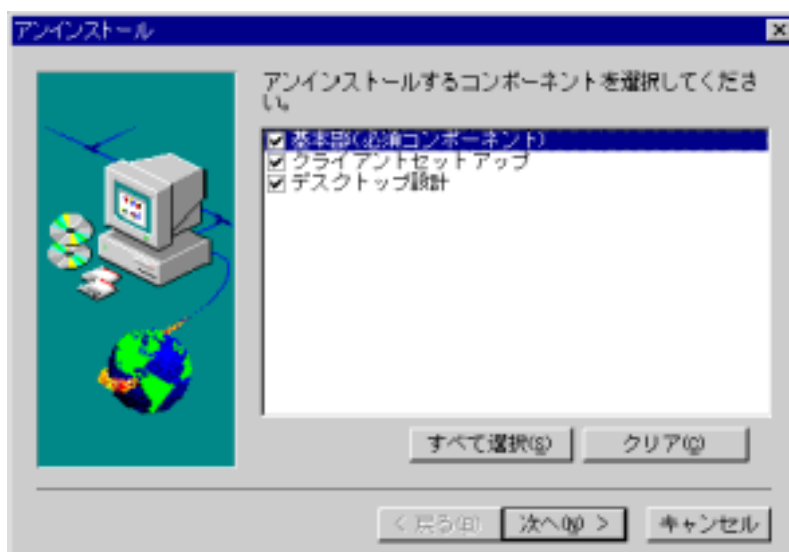 アンインストール
アンインストールするコンポーネントを選択してくださ
い。
基本部(必須コンポーネント)
クライアントセットアップ
デスクトップ設計
すべて選択(S)
クリア(C)
< 戻る(B)
次へ(N) >
キャンセル